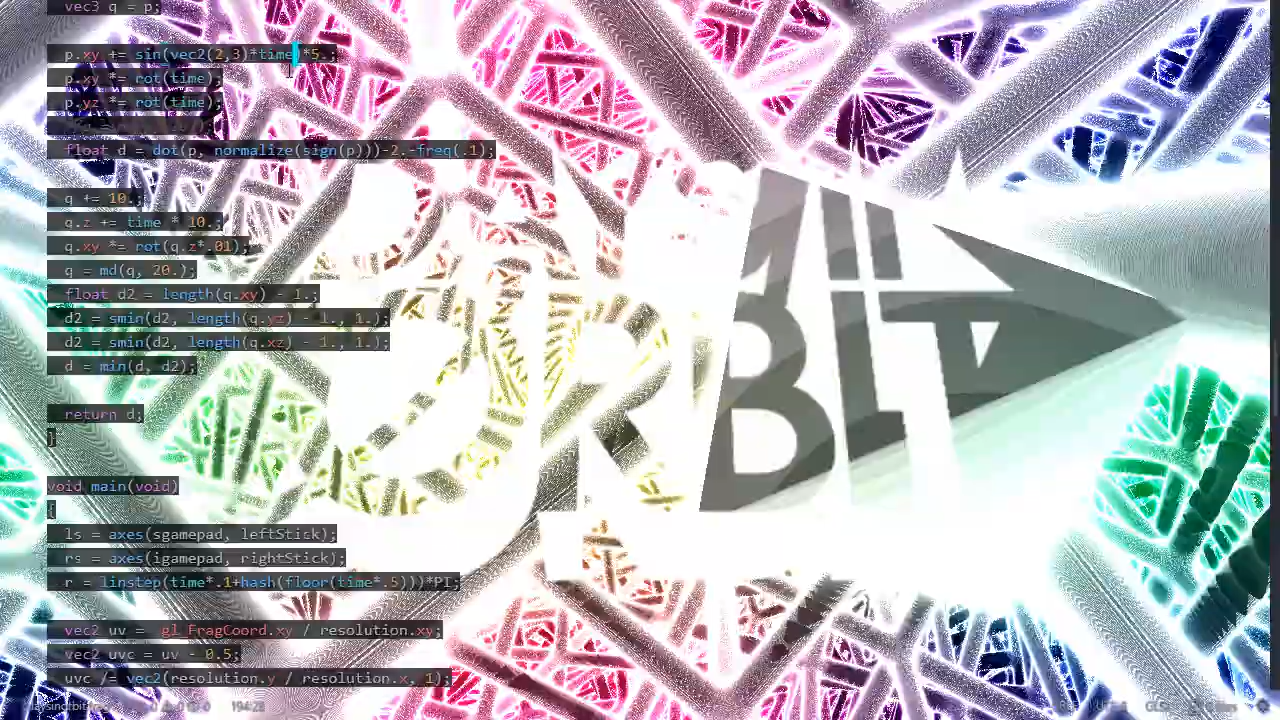 vec3 q = p;
p.xy += sin(vec2(2,3)*time)*5.;
p.xy *= rot(time);
p.yz *= rot(time);
float d = dot(p, normalize(sign(p)))-2.-freq(.1);
q += 10.;
q.z += time * 10.;
q.xy *= rot(q.z*.01);
q = md(q, 20.);
float d2 = length(q.xy) - 1.;
d2 = smin(d2, length(q.yz) - 1., 1.);
d2 = smin(d2, length(q.xz) - 1., 1.);
d = min(d, d2);
return d;
}
void main(void)
{
ls = axes(sgamepad, leftStick);
rs = axes(igamepad, rightStick);
r = linstep(time*.1+hash(floor(time*.5)))*PI;
vec2 uv = gl_FragCoord.xy / resolution.xy;
vec2 uvc = uv - 0.5;
uvc /= vec2(resolution.y / resolution.x, 1);
ORBIT
194:28